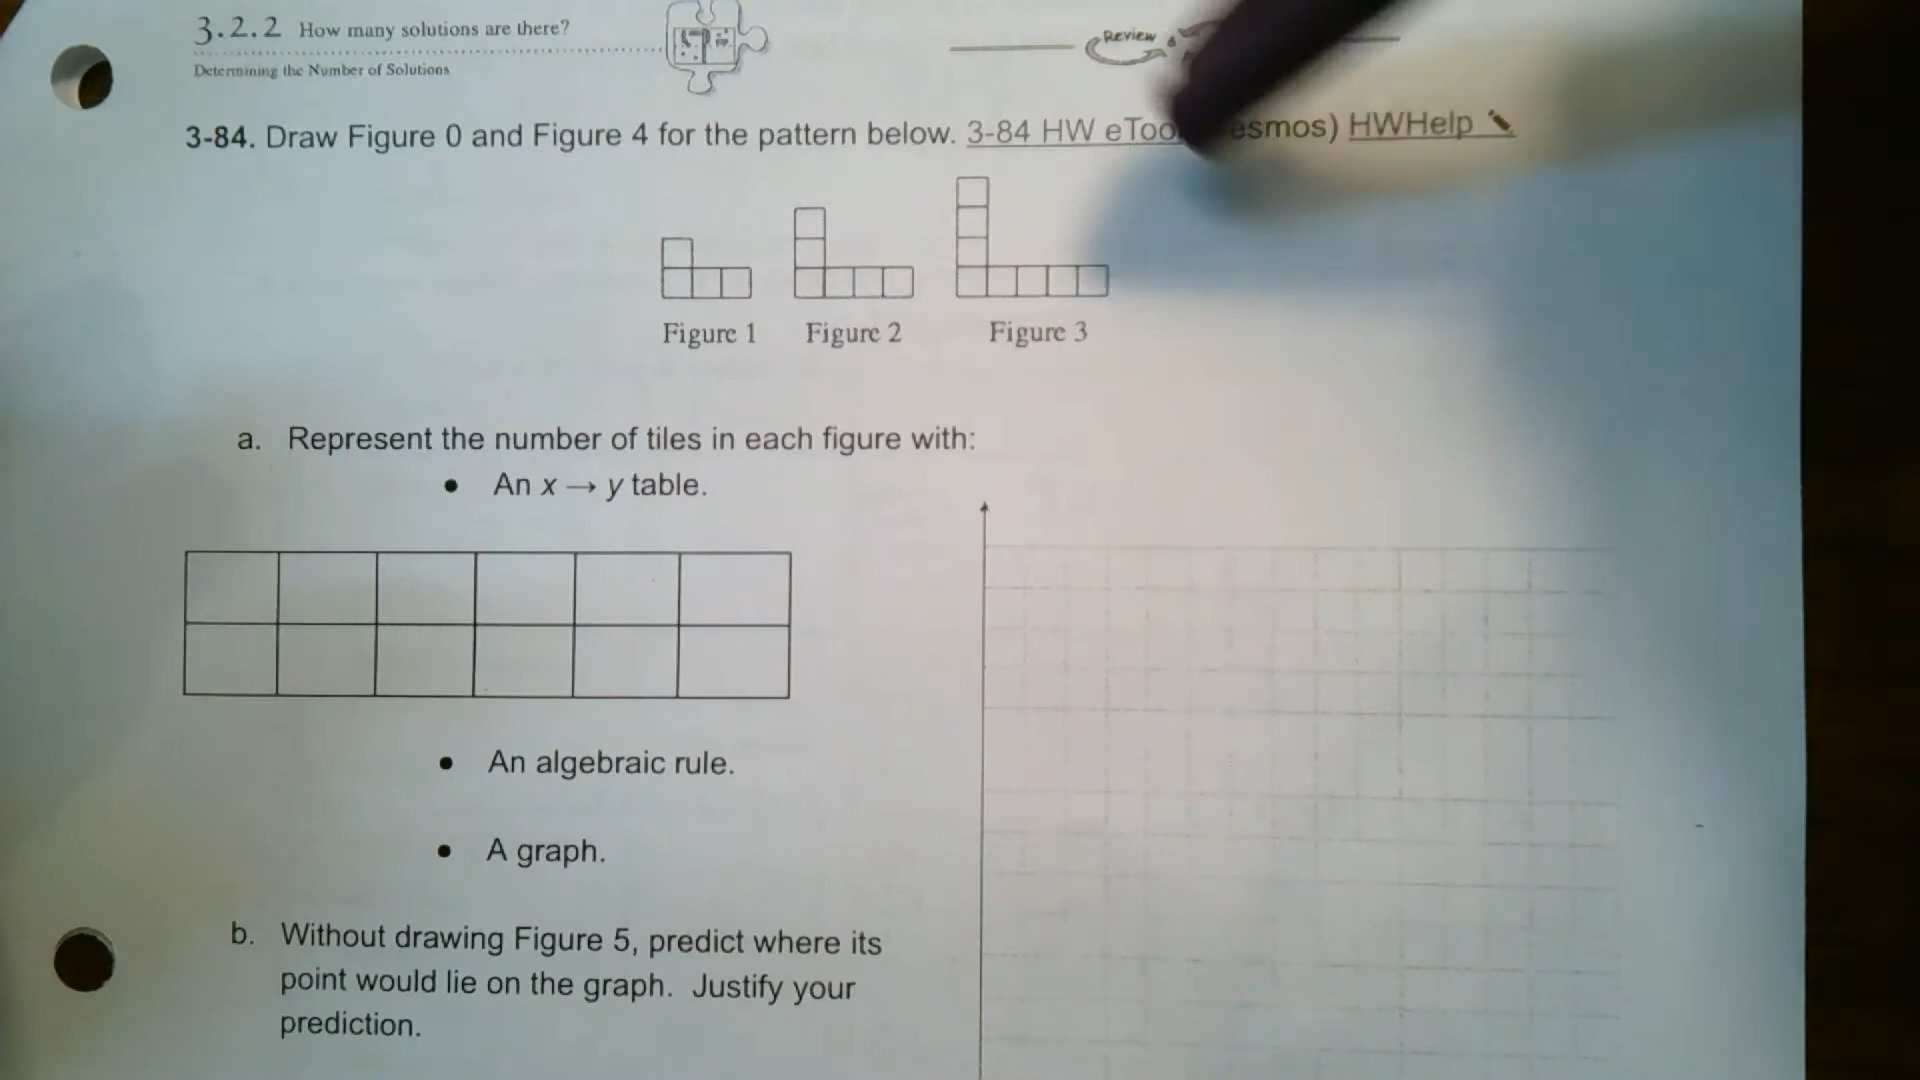 3.2.2 How many solutions are there?
Review &
Determining the Number of Solutions
3-84. Draw Figure 0 and Figure 4 for the pattern below. 3-84 HW eToo esmos) HWHelp
Figure 1 Figure 2 Figure 3
a. Represent the number of tiles in each figure with:
• An x → y table.
• An algebraic rule.
• A graph.
b. Without drawing Figure 5, predict where its
point would lie on the graph. Justify your
prediction.